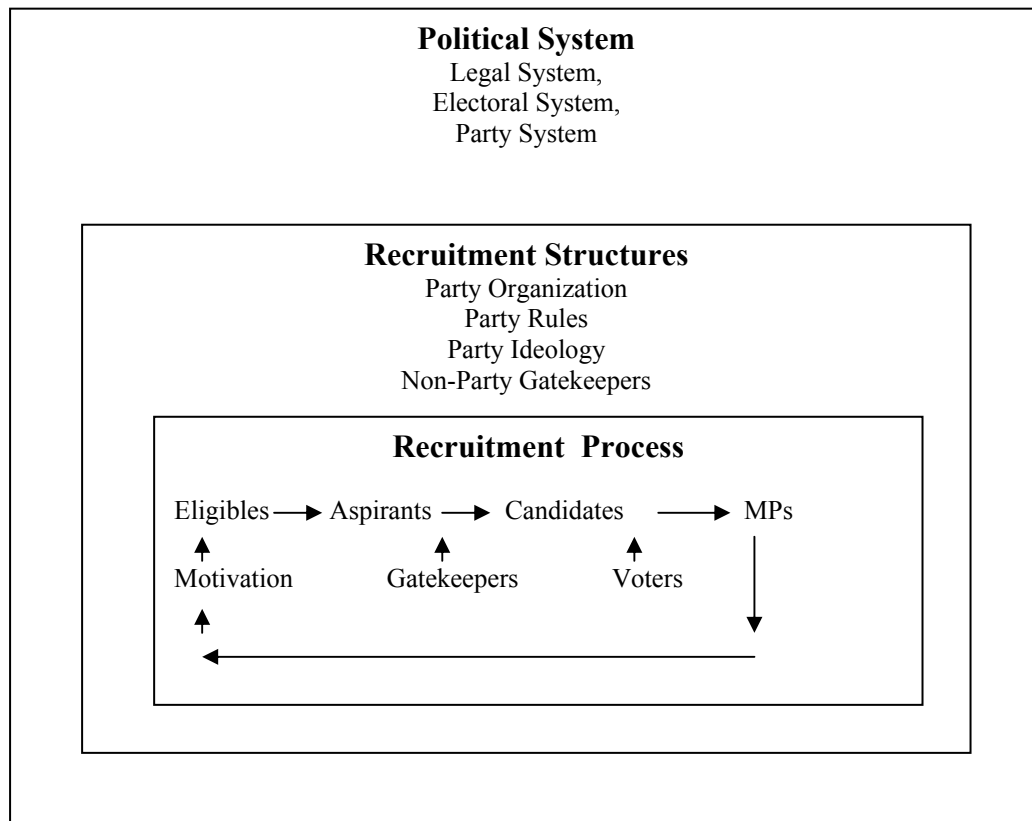 Political System
Legal System,
Electoral System,
Party System
Recruitment Structures
Party Organization
Party Rules
Party Ideology
Non-Party Gatekeepers
Recruitment Process
Eligibles Aspirants Candidates MPs
Motivation Gatekeepers Voters